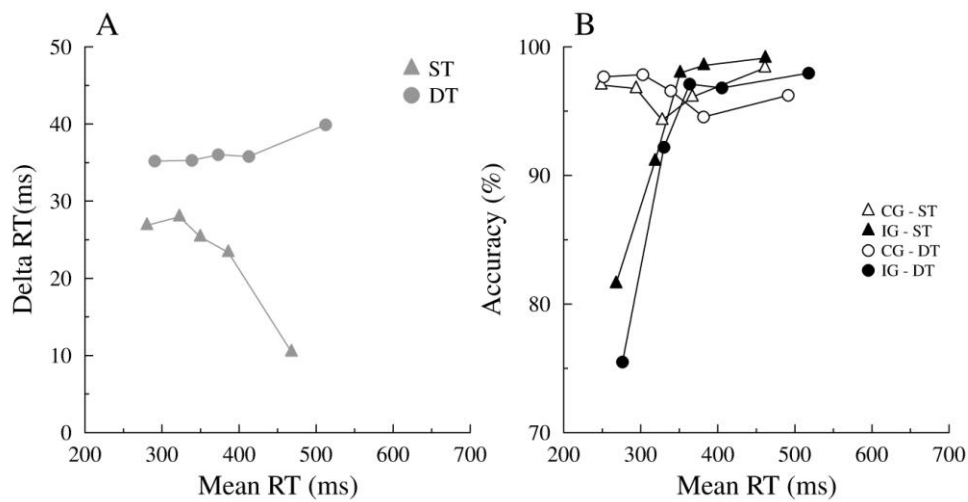 A
50
40
30
20
10
0
Delta RT(ms)
ST
DT
200 300 400 500 600 700
Mean RT (ms)
B
100
90
80
70
Accuracy (%)
CG - ST
IG - ST
CG - DT
IG - DT
200 300 400 500 600 700
Mean RT (ms)